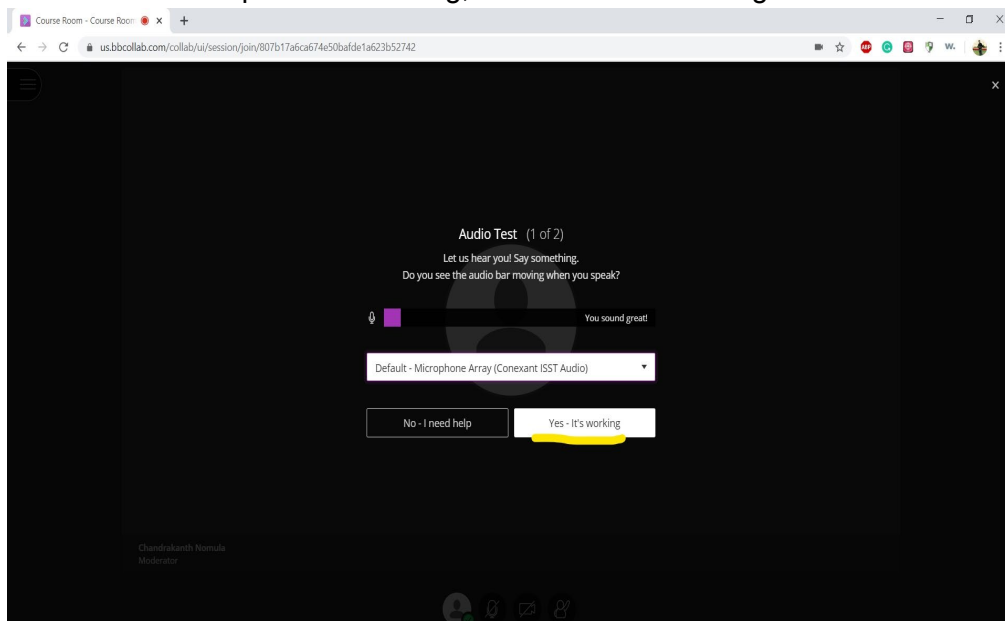 Course Room - Course Room
us.bbcollab.com/collab/ui/session/join/807b17a6ca674e50bafde1a623b52742
ABP
w.
Audio Test (1 of 2)
Let us hear you! Say something.
Do you see the audio bar moving when you speak?
You sound great!
Default - Microphone Array (Conexant ISST Audio)
No - I need help
Yes - It's working
Chandrakanth Nomula
Moderator